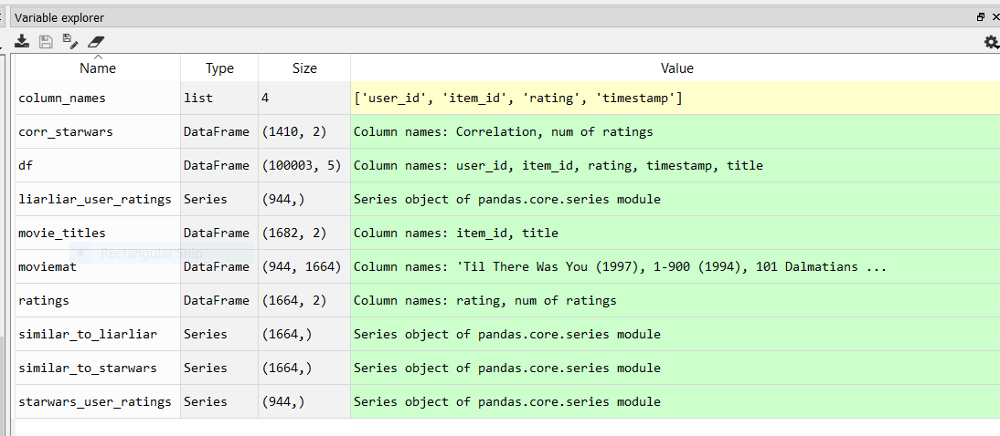 Variable explorer
Name Type Size Value
column_names list 4 ['user_id', 'item_id', 'rating', 'timestamp']
corr_starwars DataFrame (1410, 2) Column names: Correlation, num of ratings
df DataFrame (100003, 5) Column names: user_id, item_id, rating, timestamp, title
liarliar_user_ratings Series (944,) Series object of pandas.core.series module
movie_titles DataFrame (1682, 2) Column names: item_id, title
Rectangular Snip
moviemat DataFrame (944, 1664) Column names: 'Til There Was You (1997), 1-900 (1994), 101 Dalmatians ...
ratings DataFrame (1664, 2) Column names: rating, num of ratings
similar_to_liarliar Series (1664,) Series object of pandas.core.series module
similar_to_starwars Series (1664,) Series object of pandas.core.series module
starwars_user_ratings Series (944,) Series object of pandas.core.series module